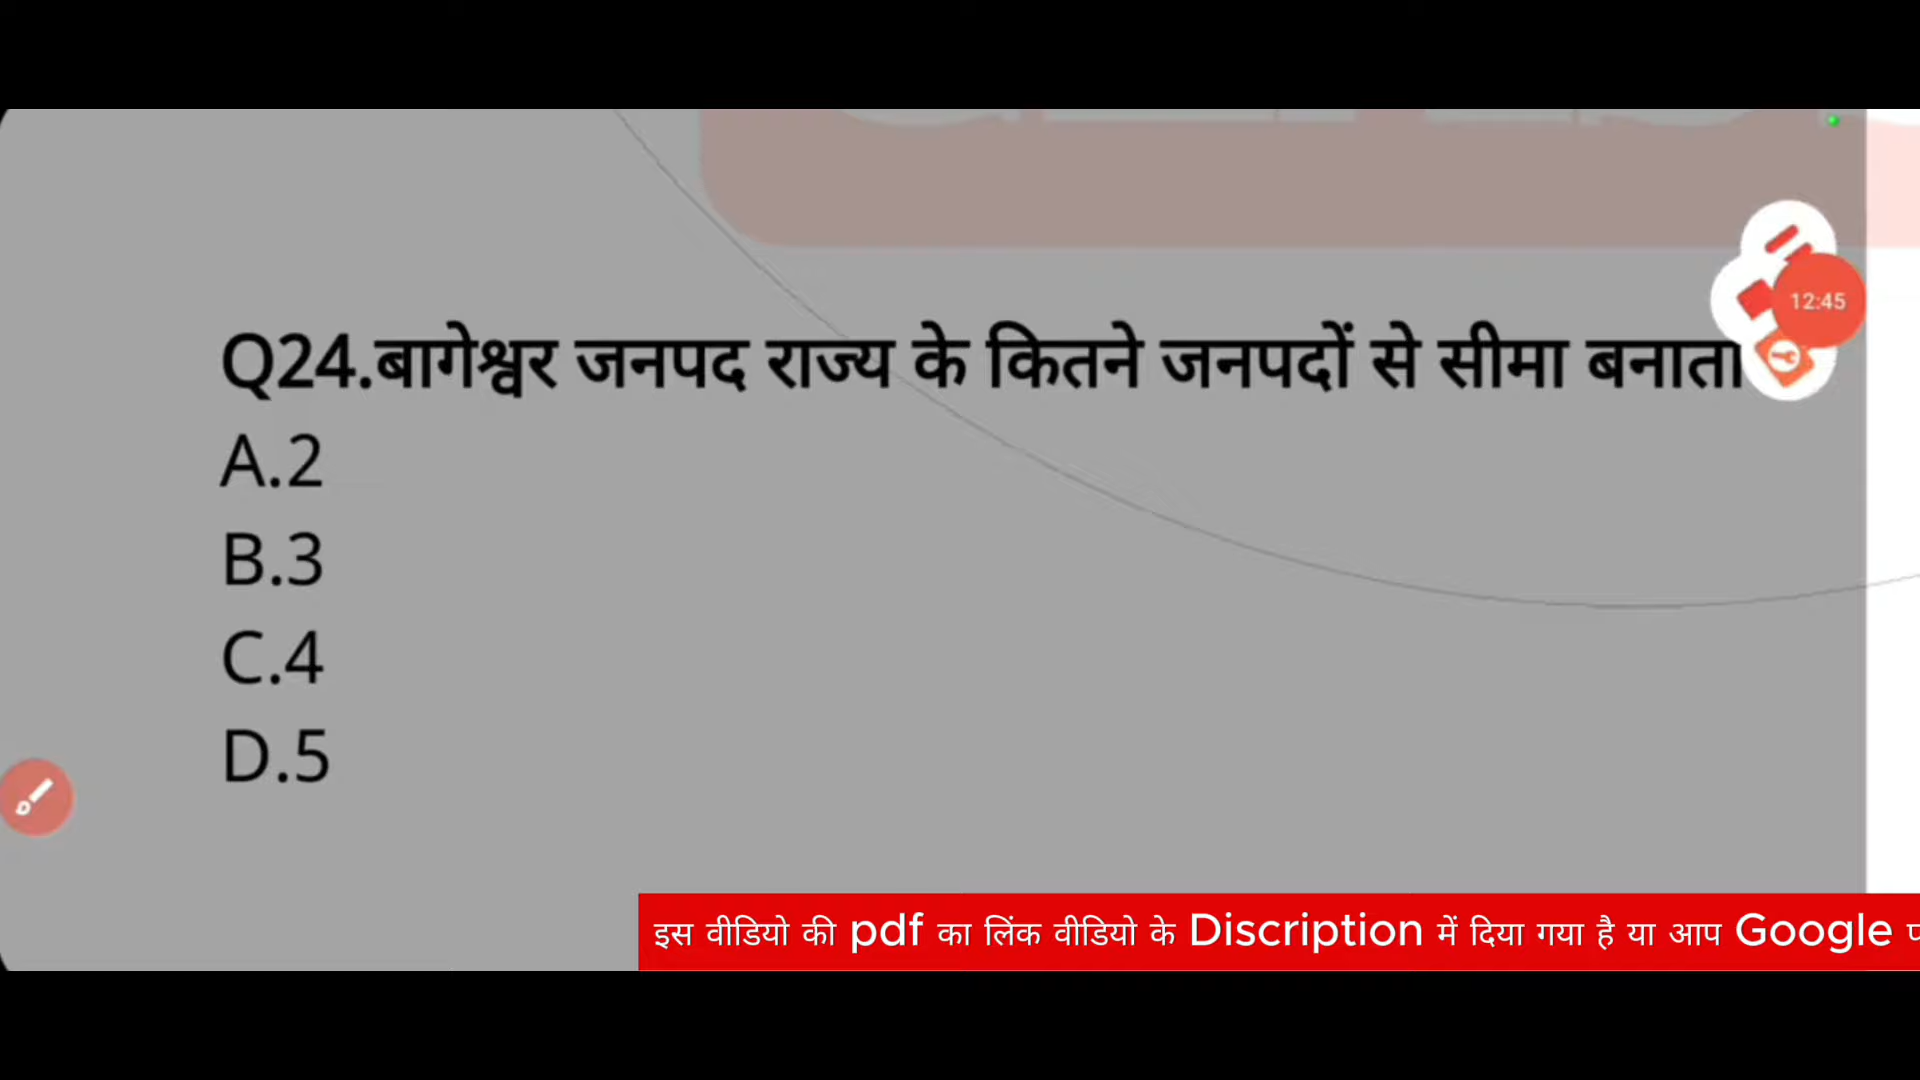 12:45
Q24.बागेश्वर जनपद राज्य के कितने जनपदों से सीमा बनाता
A.2
B.3
C.4
D.5
इस वीडियो की pdf का लिंक वीडियो के Discription में दिया गया है या आप Google